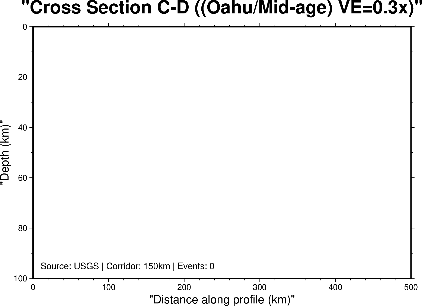 "Cross Section C-D ((Oahu/Mid-age) VE=0.3x)"
0
20
40
60
80
100
"Depth (km)"
Source: USGS | Corridor: 150km | Events: 0
0 100 200 300 400 500
"Distance along profile (km)"